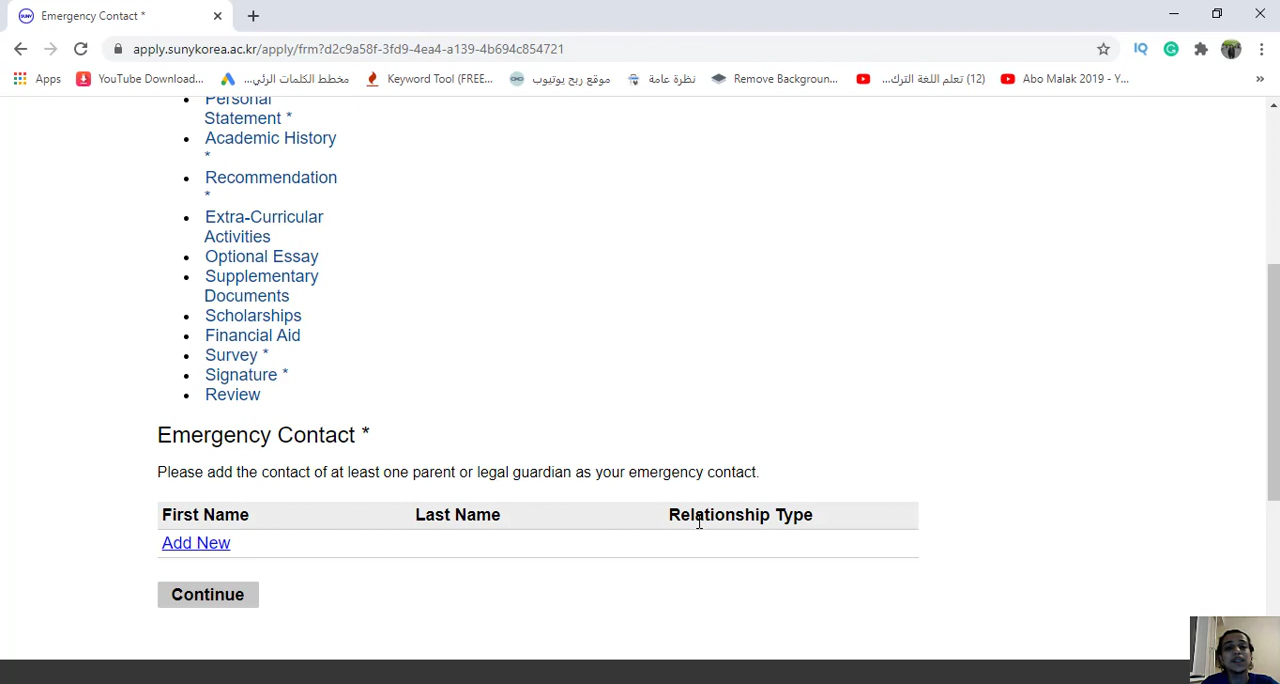 Emergency Contact *
apply.sunykorea.ac.kr/apply/frm?d2c9a58f-3fd9-4ea4-a139-4b694c854721
IQ
Apps
YouTube Download...
مخطط الكلمات الرئي...
Keyword Tool (FREE...
موقع ربح يوتيوب
نظرة عامة
Remove Backgroun...
(12) تعلم اللغة الترك...
Abo Malak 2019 - Y...
»
Personal
Statement *
Academic History
*
Recommendation
*
Extra-Curricular
Activities
Optional Essay
Supplementary
Documents
Scholarships
Financial Aid
Survey *
Signature *
Review
Emergency Contact *
Please add the contact of at least one parent or legal guardian as your emergency contact.
First Name Last Name Relationship Type
Add New
Continue